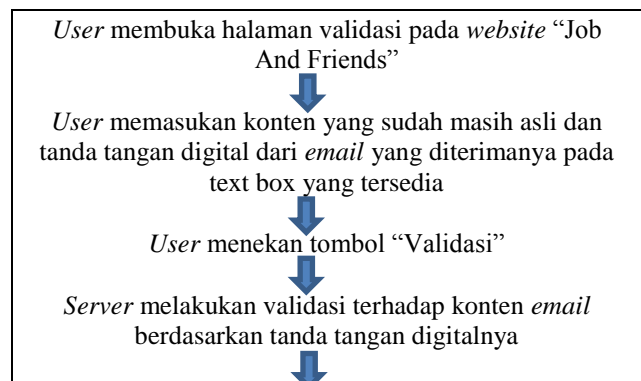 User membuka halaman validasi pada website “Job
And Friends”
User memasukan konten yang sudah masih asli dan
tanda tangan digital dari email yang diterimanya pada
text box yang tersedia
User menekan tombol “Validasi”
Server melakukan validasi terhadap konten email
berdasarkan tanda tangan digitalnya